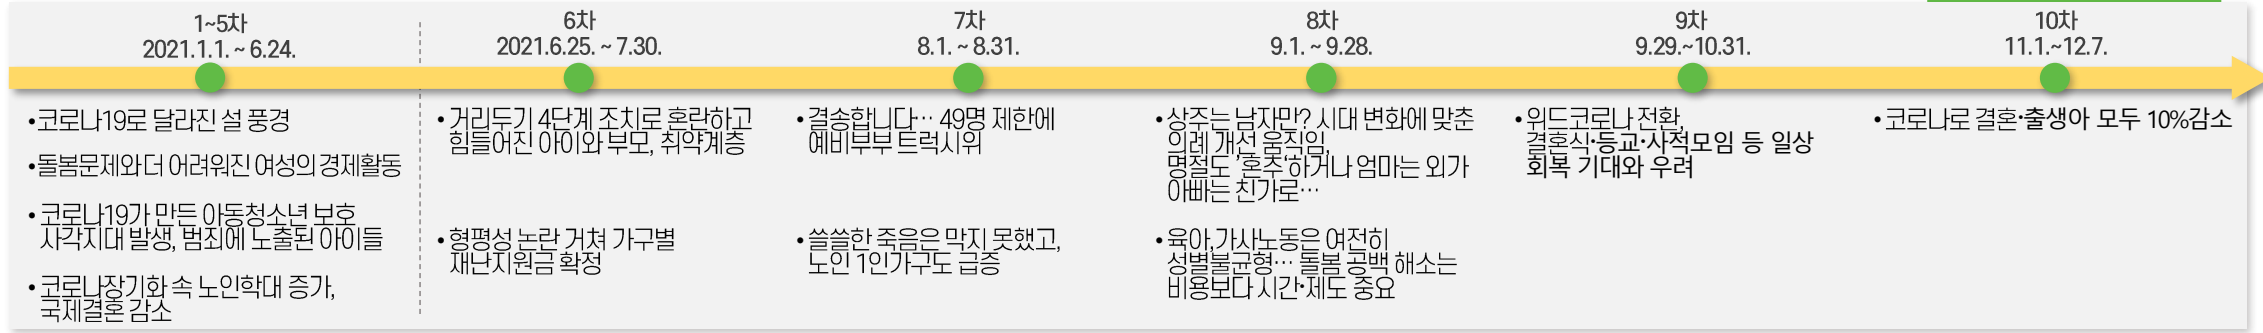 1~5차
2021.1.1. ~ 6.24.
•코로나19로 달라진 설 풍경
•돌봄문제와 더 어려워진 여성의 경제활동
•코로나19가 만든 아동청소년 보호
사각지대 발생, 범죄에 노출된 아이들
•코로나장기화 속 노인학대 증가,
국제결혼 감소
6차
2021.6.25. ~ 7.30.
•거리두기 4단계 조치로 혼란하고
힘들어진 아이와 부모, 취약계층
•형평성 논란 거쳐 가구별
재난지원금 확정
7차
8.1. ~ 8.31.
•결송합니다… 49명 제한에
예비부부 트럭시위
•쓸쓸한 죽음은 막지 못했고,
노인 1인가구도 급증
8차
9.1. ~ 9.28.
•상주는 남자만? 시대 변화에 맞춘
의례 개선 움직임,
명절도 ’혼추‘하거나 엄마는 외가
아빠는 친가로…
•육아,가사노동은 여전히
성별불균형… 돌봄 공백 해소는
비용보다 시간·제도 중요
9차
9.29.~10.31.
•위드코로나 전환,
결혼식·등교·사적모임 등 일상
회복 기대와 우려
10차
11.1.~12.7.
•코로나로 결혼·출생아 모두 10%감소